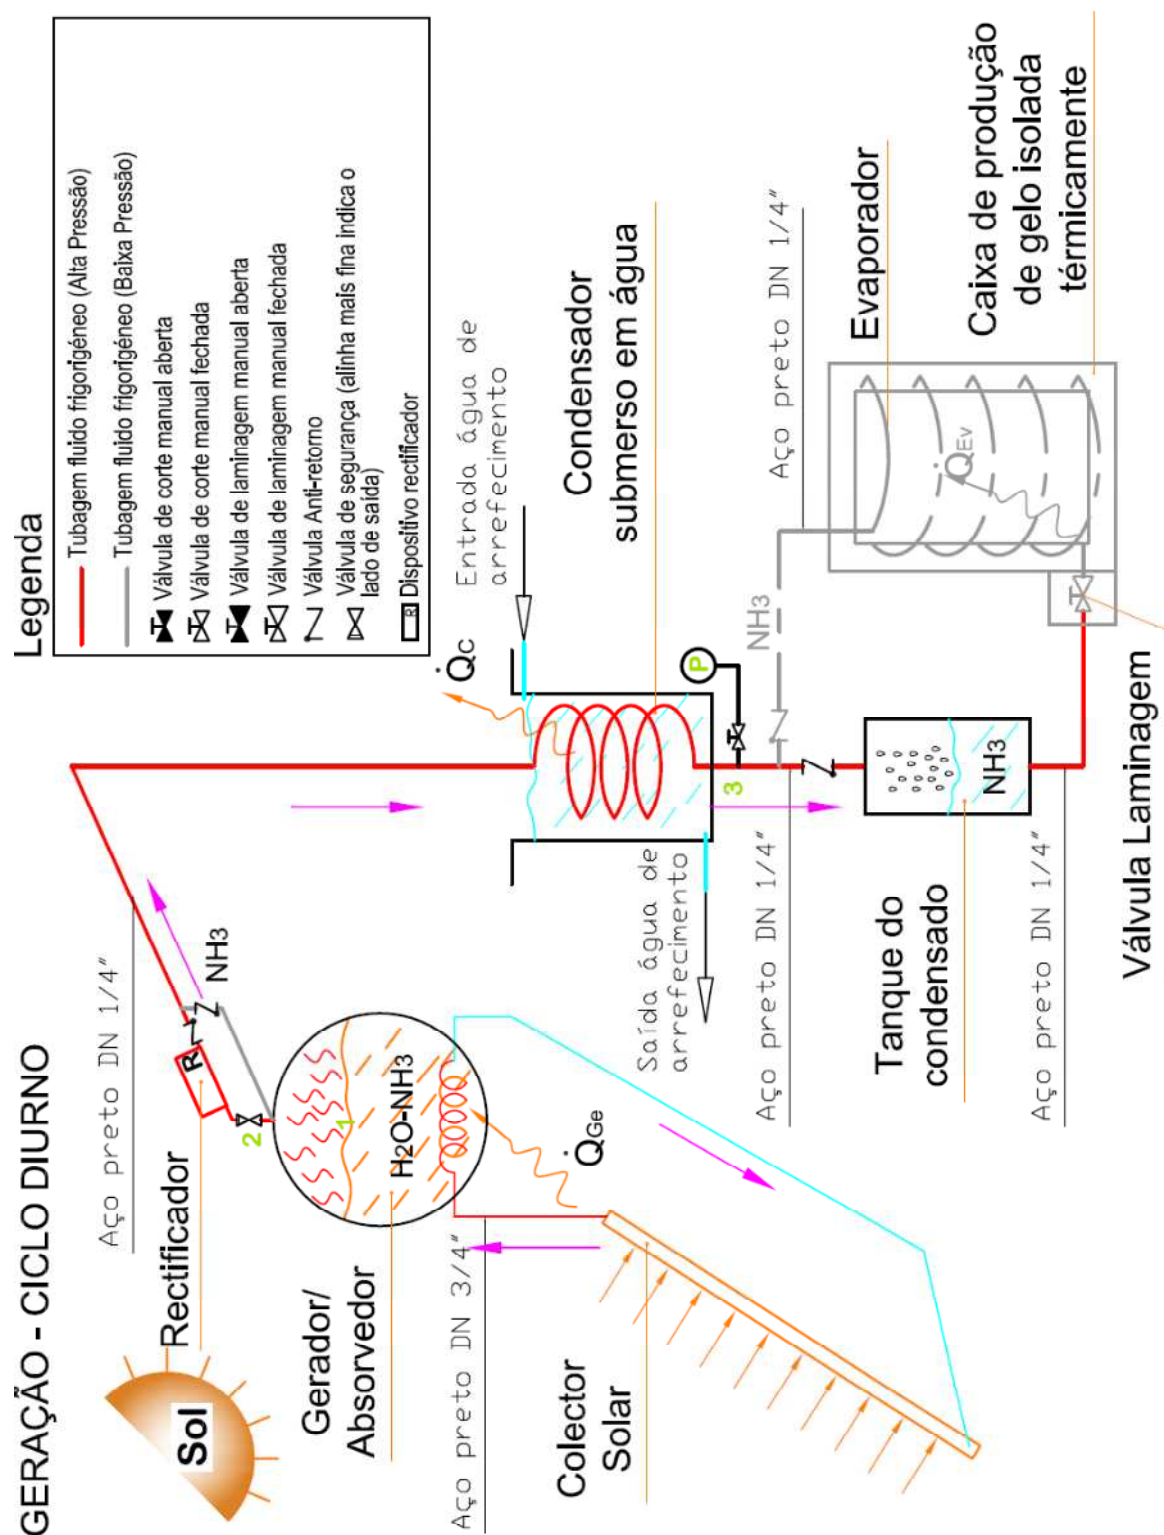 GERAÇÃO - CICLO DIURNO
Legenda
Tubagem fluido frigorigéneo (Alta Pressão)
Tubagem fluido frigorigéneo (Baixa Pressão)
Válvula de corte manual aberta
Válvula de corte manual fechada
Válvula de laminagem manual aberta
Válvula de laminagem manual fechada
Válvula Anti-retorno
Válvula de segurança (alinha mais fina indica o
lado de saída)
R
Dispositivo rectificador
Sol
Rectificador
Aço preto DN 1/4"
R
NH3
2
1
H2O-NH3
Gerador/
Absorvedor
Aço preto DN 3/4"
Q̇Ge
Colector
Solar
Q̇C
Entrada água de
arrefecimento
Condensador
submerso em água
Saída água de
arrefecimento
P
3
NH3
Aço preto DN 1/4"
Aço preto DN 1/4"
Evaporador
Q̇Ev
Caixa de produção
de gelo isolada
térmicamente
NH3
Tanque do
condensado
Aço preto DN 1/4"
Válvula Laminagem